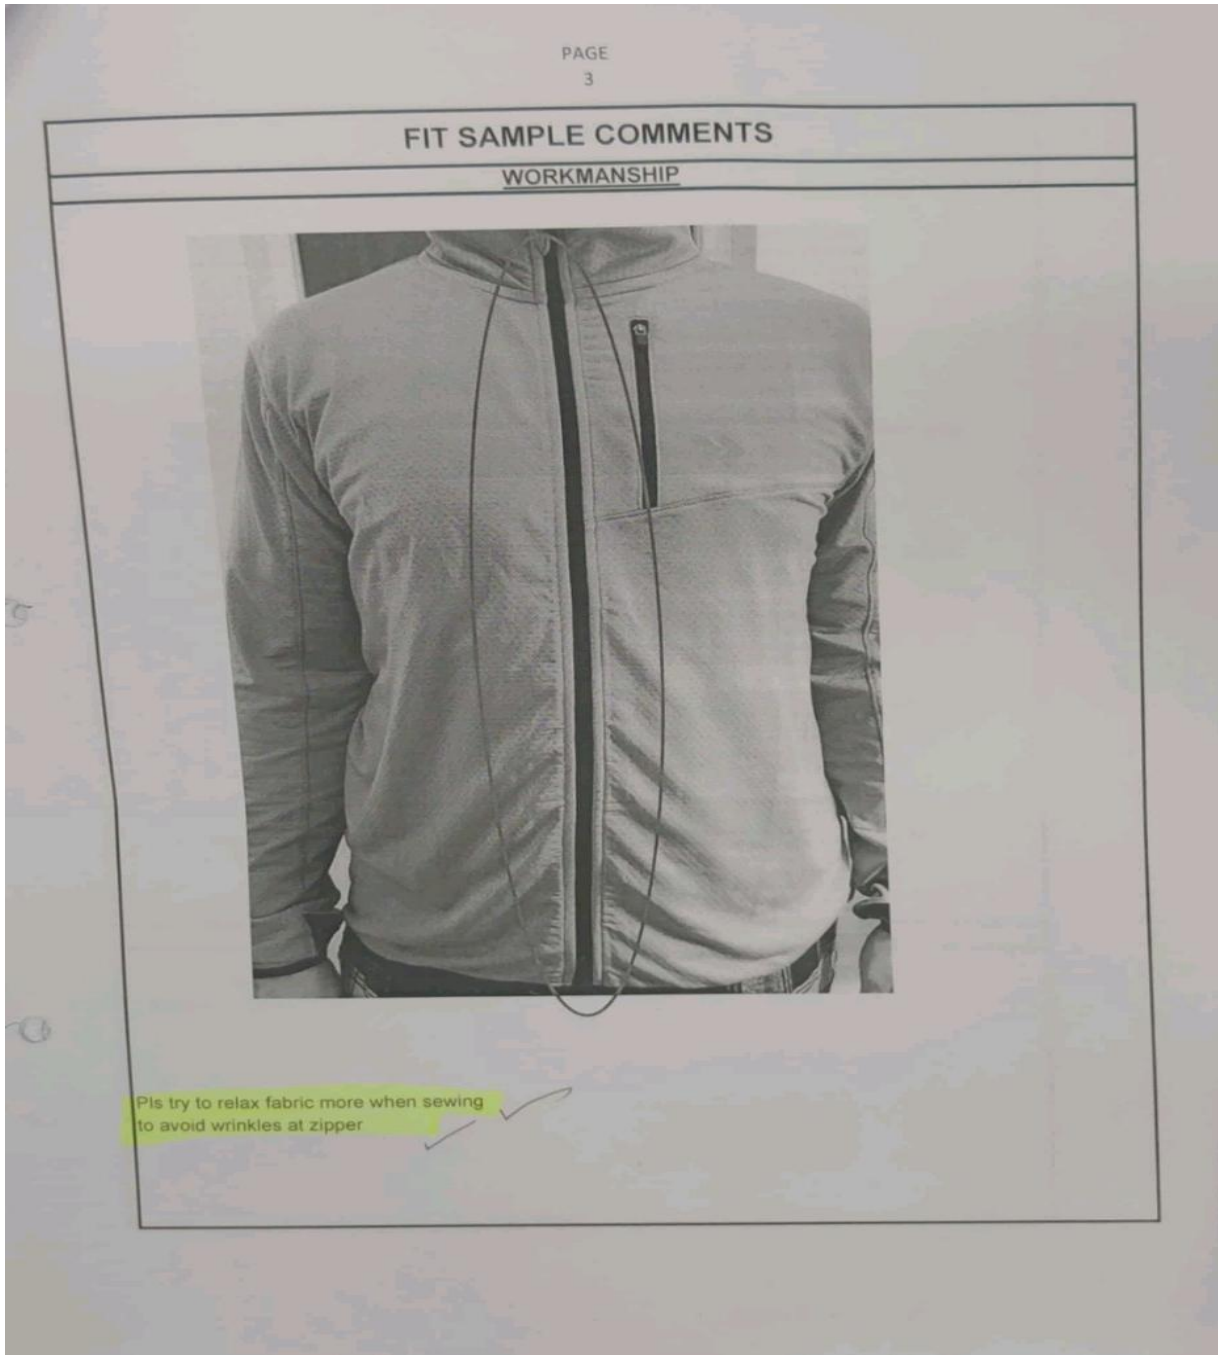 PAGE
3
FIT SAMPLE COMMENTS
WORKMANSHIP
Pls try to relax fabric more when sewing
to avoid wrinkles at zipper